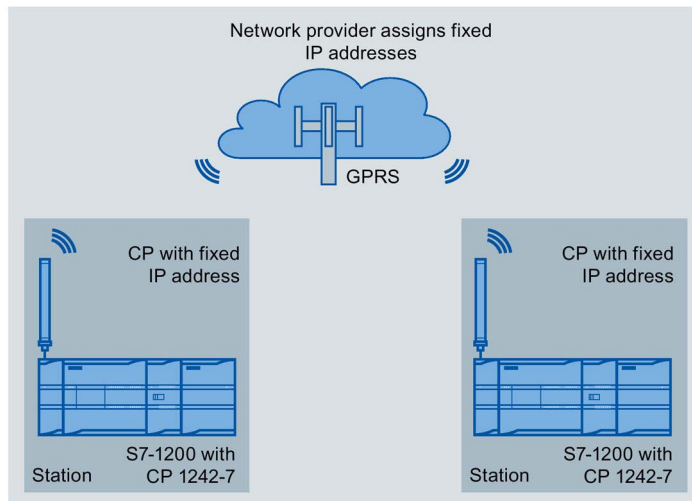 Network provider assigns fixed
IP addresses
GPRS
CP with fixed
IP address
S7-1200 with
CP 1242-7
Station
CP with fixed
IP address
S7-1200 with
CP 1242-7
Station